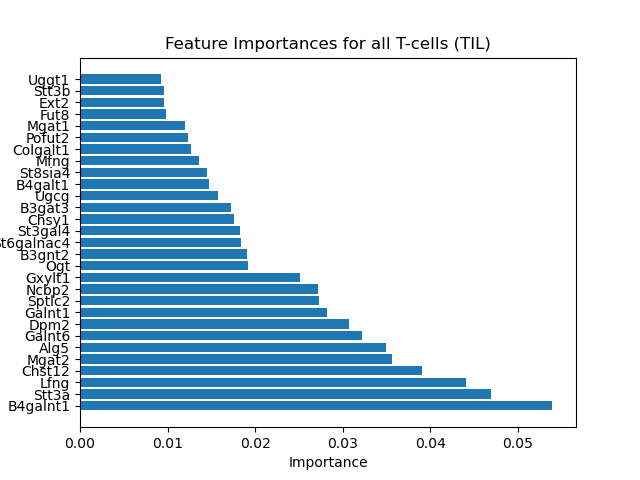 Feature Importances for all T-cells (TIL)
Uggt1
Stt3b
Ext2
Fut8
Mgat1
Pofut2
Colgalt1
Mfng
St8sia4
B4galt1
Ugcg
B3gat3
Chsy1
St3gal4
St6galnac4
B3gnt2
Ogt
Gxylt1
Ncbp2
Sptlc2
Galnt1
Dpm2
Galnt6
Alg5
Mgat2
Chst12
Lfng
Stt3a
B4galnt1
0.00 0.01 0.02 0.03 0.04 0.05
Importance